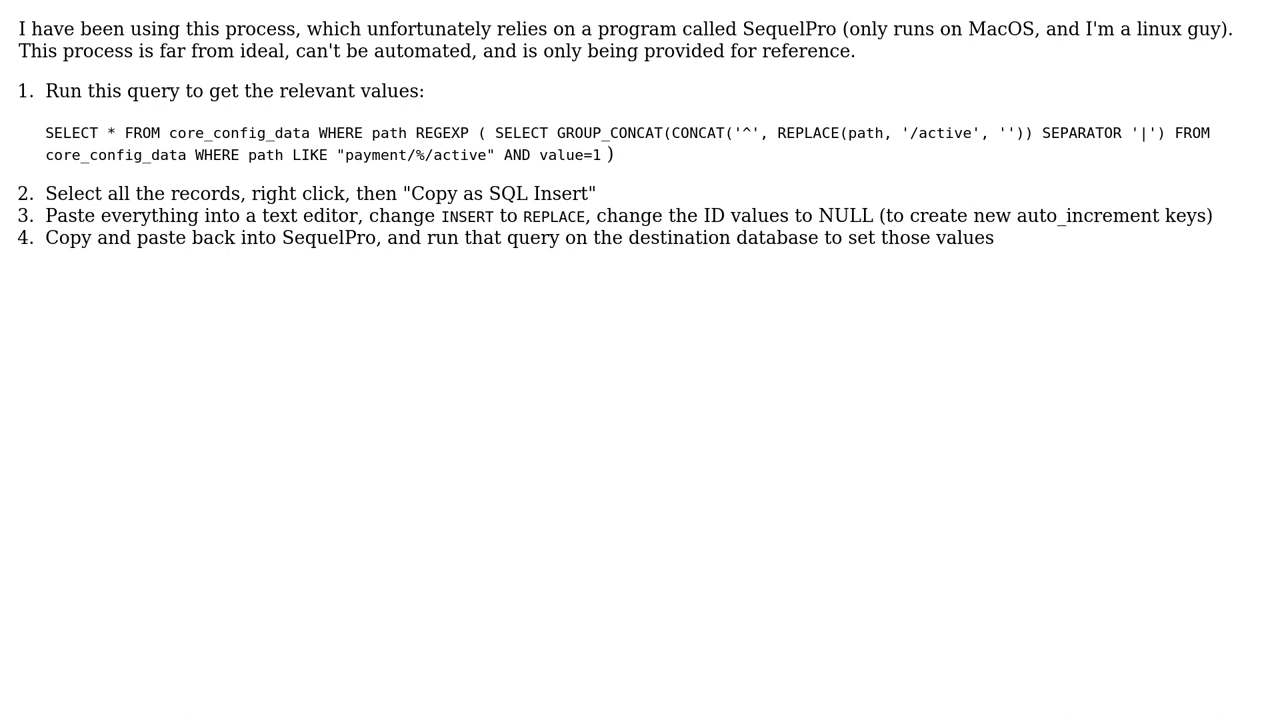 I have been using this process, which unfortunately relies on a program called SequelPro (only runs on MacOS, and I'm a linux guy).
This process is far from ideal, can't be automated, and is only being provided for reference.
1. Run this query to get the relevant values:
SELECT * FROM core_config_data WHERE path REGEXP ( SELECT GROUP_CONCAT(CONCAT('^', REPLACE(path, '/active', '')) SEPARATOR '|') FROM
core_config_data WHERE path LIKE "payment/%/active" AND value=1 )
2. Select all the records, right click, then "Copy as SQL Insert"
3. Paste everything into a text editor, change INSERT to REPLACE, change the ID values to NULL (to create new auto_increment keys)
4. Copy and paste back into SequelPro, and run that query on the destination database to set those values